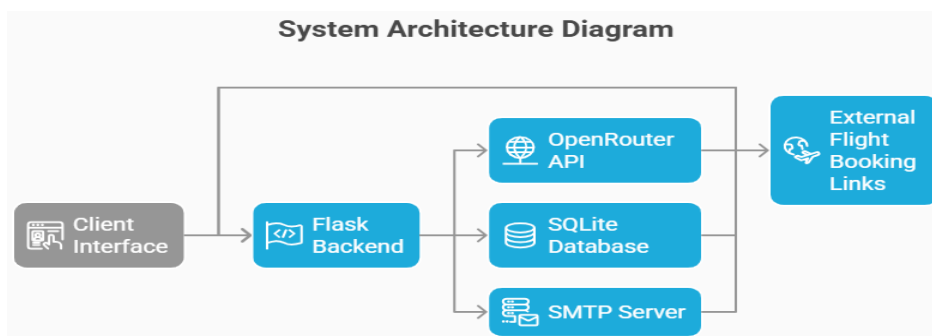 System Architecture Diagram
Client
Interface
Flask
Backend
OpenRouter
API
SQLite
Database
SMTP Server
External
Flight
Booking
Links